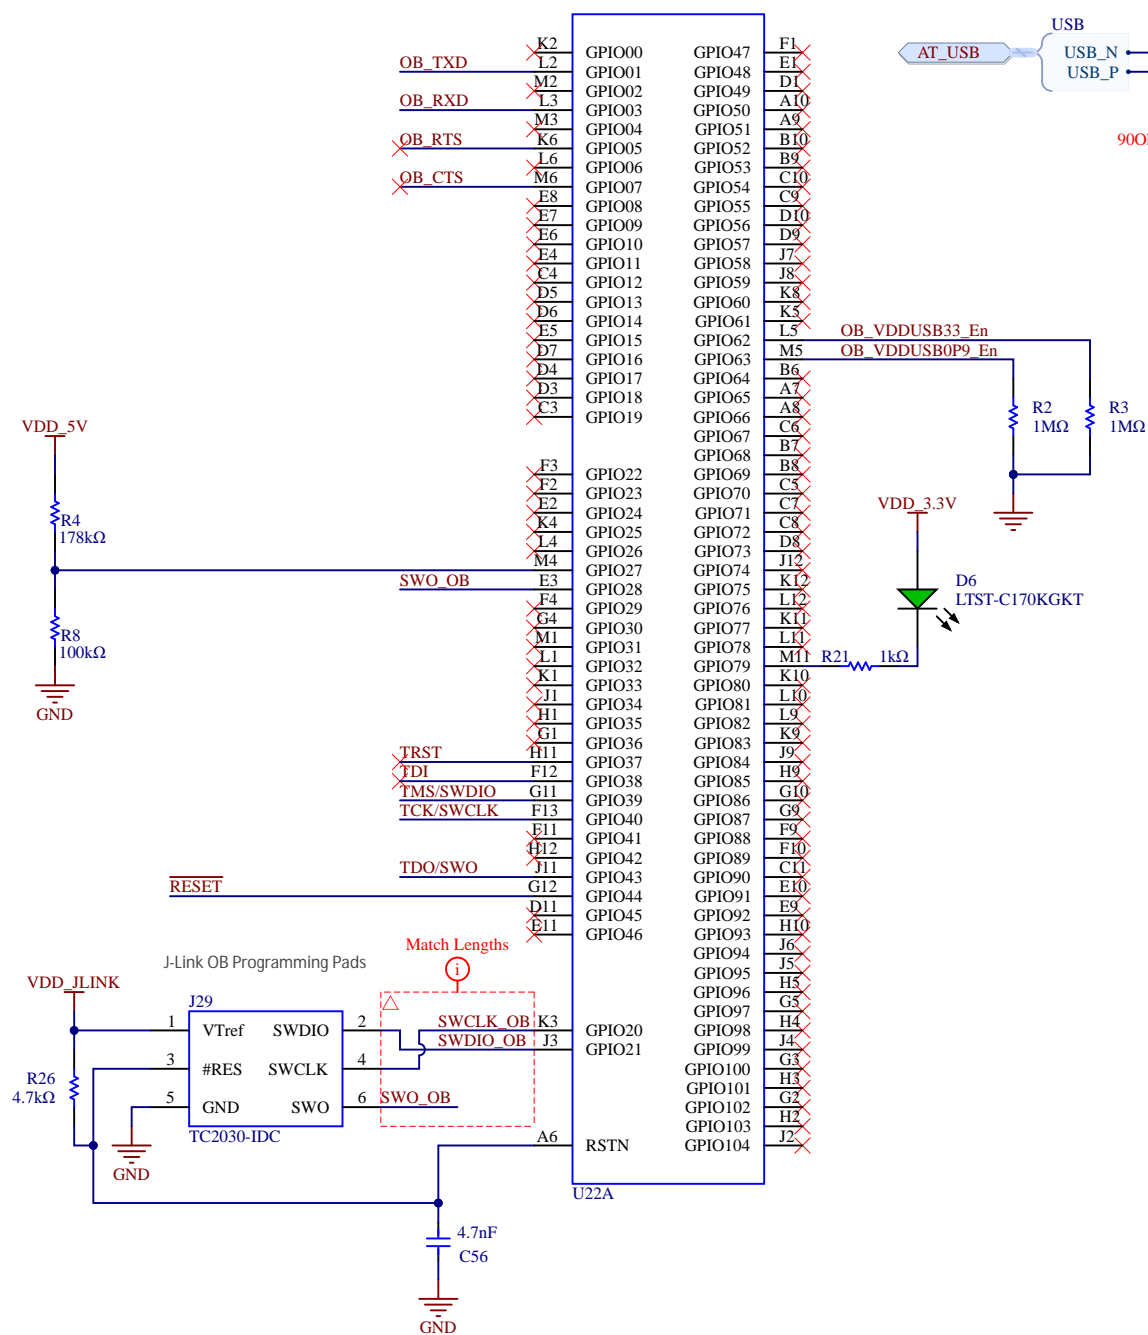 USB
AT_USB
USB_N
USB_P
90O
K2 GPIO00 GPIO47 F1
OB_TXD L2 GPIO01 GPIO48 E1
M2 GPIO02 GPIO49 D1
OB_RXD L3 GPIO03 GPIO50 A10
M3 GPIO04 GPIO51 A9
OB_RTS K6 GPIO05 GPIO52 B10
L6 GPIO06 GPIO53 B9
OB_CTS M6 GPIO07 GPIO54 C10
E8 GPIO08 GPIO55 C9
E7 GPIO09 GPIO56 D10
E6 GPIO10 GPIO57 D9
E4 GPIO11 GPIO58 J7
C4 GPIO12 GPIO59 J8
D5 GPIO13 GPIO60 K8
D6 GPIO14 GPIO61 K5
E5 GPIO15 GPIO62 L5 OB_VDDUSB33_En
D7 GPIO16 GPIO63 M5 OB_VDDUSB0P9_En
D4 GPIO17 GPIO64 B6
D3 GPIO18 GPIO65 A7
C3 GPIO19 GPIO66 A8
GPIO67 C6
GPIO68 B7
R2
1MΩ
R3
1MΩ
VDD_5V
F3 GPIO22 GPIO69 B8
F2 GPIO23 GPIO70 C5
E2 GPIO24 GPIO71 C7
K4 GPIO25 GPIO72 C8
L4 GPIO26 GPIO73 D8
M4 GPIO27 GPIO74 J12
SWO_OB E3 GPIO28 GPIO75 K12
F4 GPIO29 GPIO76 L12
G4 GPIO30 GPIO77 K11
M1 GPIO31 GPIO78 L11
L1 GPIO32 GPIO79 M11 R21 1kΩ
K1 GPIO33 GPIO80 K10
J1 GPIO34 GPIO81 L10
H1 GPIO35 GPIO82 L9
G1 GPIO36 GPIO83 K9
R4
178kΩ
R8
100kΩ
GND
VDD_3.3V
D6
LTST-C170KGKT
TRST H11 GPIO37 GPIO84 J9
TDI F12 GPIO38 GPIO85 H9
TMS/SWDIO G11 GPIO39 GPIO86 G10
TCK/SWCLK F13 GPIO40 GPIO87 G9
F11 GPIO41 GPIO88 F9
H12 GPIO42 GPIO89 F10
TDO/SWO J11 GPIO43 GPIO90 C11
RESET G12 GPIO44 GPIO91 E10
D11 GPIO45 GPIO92 E9
E11 GPIO46 GPIO93 H10
GPIO94 J6
GPIO95 J5
GPIO96 H5
GPIO97 G5
Match Lengths
i
J-Link OB Programming Pads
VDD_JLINK
J29
SWCLK_OB K3 GPIO20 GPIO98 H4
SWDIO_OB J3 GPIO21 GPIO99 J4
GPIO100 G3
GPIO101 H3
GPIO102 G2
GPIO103 H2
1 VTref SWDIO 2
3 #RES SWCLK 4
5 GND SWO 6 SWO_OB
R26
4.7kΩ
TC2030-IDC
A6 RSTN GPIO104 J2
GND
U22A
4.7nF
C56
GND